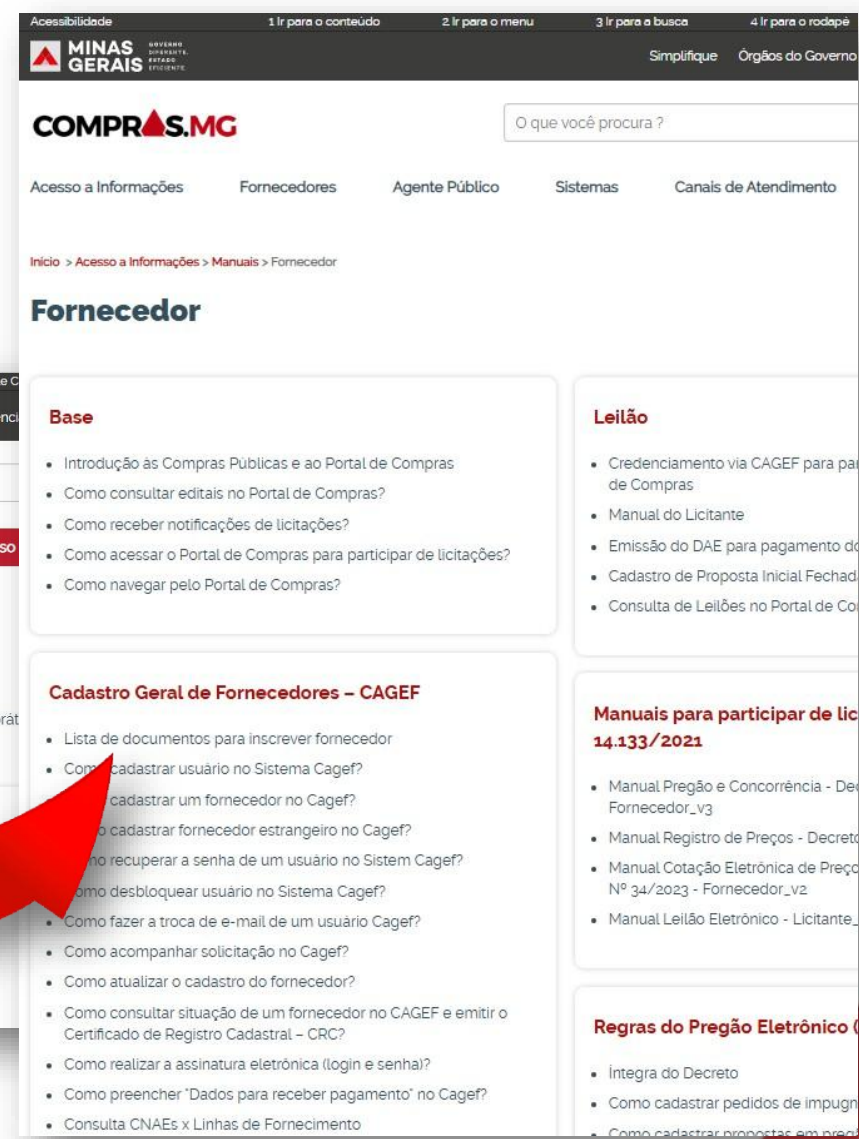 Acessibilidade 1 Ir para o conteúdo 2 Ir para o menu 3 Ir para a busca 4 Ir para o rodapé
MINAS GERAIS GOVERNO DIFERENTE. ESTADO EFICIENTE.
Simplifique Órgãos do Governo
COMPRAS.MG
O que você procura ?
Acesso a Informações Fornecedores Agente Público Sistemas Canais de Atendimento
Início > Acesso a Informações > Manuais > Fornecedor
Fornecedor
Base
• Introdução às Compras Públicas e ao Portal de Compras
• Como consultar editais no Portal de Compras?
• Como receber notificações de licitações?
• Como acessar o Portal de Compras para participar de licitações?
• Como navegar pelo Portal de Compras?
Cadastro Geral de Fornecedores – CAGEF
• Lista de documentos para inscrever fornecedor
• Como cadastrar usuário no Sistema Cagef?
cadastrar um fornecedor no Cagef?
cadastrar fornecedor estrangeiro no Cagef?
recuperar a senha de um usuário no Sistem Cagef?
desbloquear usuário no Sistema Cagef?
• Como fazer a troca de e-mail de um usuário Cagef?
• Como acompanhar solicitação no Cagef?
• Como atualizar o cadastro do fornecedor?
• Como consultar situação de um fornecedor no CAGEF e emitir o
Certificado de Registro Cadastral – CRC?
• Como realizar a assinatura eletrônica (login e senha)?
• Como preencher "Dados para receber pagamento" no Cagef?
• Consulta CNAEs x Linhas de Fornecimento
Leilão
• Credenciamento via CAGEF para
de Compras
• Manual do Licitante
• Emissão do DAE para pagamento
• Cadastro de Proposta Inicial
• Consulta de Leilões no Portal de
Manuais para participar de
14.133/2021
• Manual Pregão e Concorrência -
Fornecedor_v3
• Manual Registro de Preços - Decreto
• Manual Cotação Eletrônica de
Nº 34/2023 - Fornecedor_v2
• Manual Leilão Eletrônico - Licitante_
Regras do Pregão Eletrônico (
• Íntegra do Decreto
• Como cadastrar pedidos de
• Como cadastrar propostas em